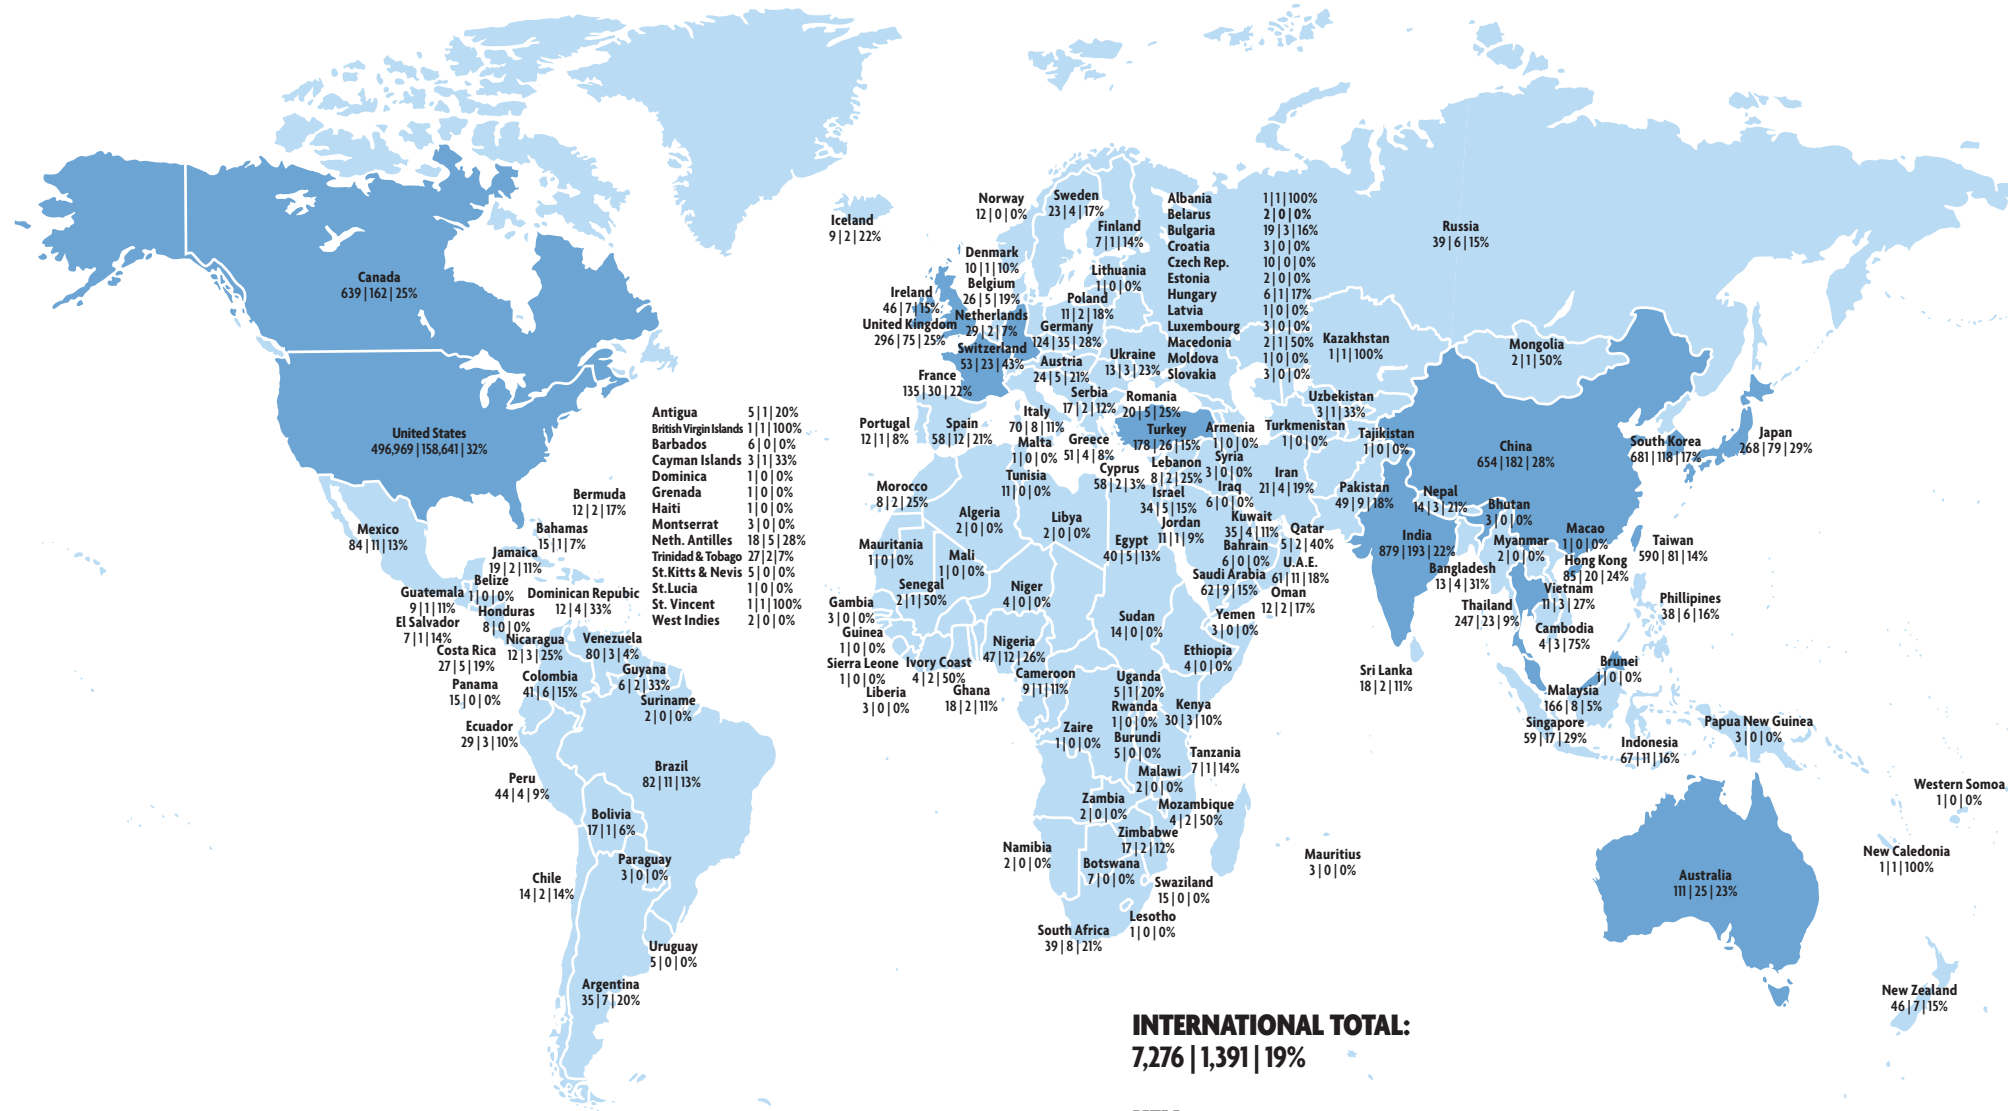 Canada
639 | 162 | 25%
United States
496,969 | 158,641 | 32%
Mexico
84 | 11 | 13%
Bermuda
12 | 2 | 17%
Bahamas
15 | 1 | 7%
Jamaica
19 | 2 | 11%
Belize
1 | 0 | 0%
Guatemala
9 | 1 | 11%
Dominican Repubic
12 | 4 | 33%
Honduras
8 | 0 | 0%
El Salvador
7 | 1 | 14%
Nicaragua
12 | 3 | 25%
Costa Rica
27 | 5 | 19%
Panama
15 | 0 | 0%
Venezuela
80 | 3 | 4%
Colombia
41 | 6 | 15%
Guyana
6 | 2 | 33%
Suriname
2 | 0 | 0%
Ecuador
29 | 3 | 10%
Peru
44 | 4 | 9%
Brazil
82 | 11 | 13%
Bolivia
17 | 1 | 6%
Paraguay
3 | 0 | 0%
Chile
14 | 2 | 14%
Uruguay
5 | 0 | 0%
Argentina
35 | 7 | 20%
Antigua 5 | 1 | 20%
British Virgin Islands 1 | 1 | 100%
Barbados 6 | 0 | 0%
Cayman Islands 3 | 1 | 33%
Dominica 1 | 0 | 0%
Grenada 1 | 0 | 0%
Haiti 1 | 0 | 0%
Montserrat 3 | 0 | 0%
Neth. Antilles 18 | 5 | 28%
Trinidad & Tobago 27 | 2 | 7%
St.Kitts & Nevis 5 | 0 | 0%
St.Lucia 1 | 0 | 0%
St. Vincent 1 | 1 | 100%
West Indies 2 | 0 | 0%
Iceland
9 | 2 | 22%
Norway
12 | 0 | 0%
Sweden
23 | 4 | 17%
Finland
7 | 1 | 14%
Denmark
10 | 1 | 10%
Lithuania
1 | 0 | 0%
Belgium
26 | 5 | 19%
Ireland
46 | 7 | 15%
Poland
11 | 2 | 18%
Netherlands
29 | 2 | 7%
United Kingdom
296 | 75 | 25%
Germany
124 | 35 | 28%
Switzerland
53 | 23 | 43%
Austria
24 | 5 | 21%
Ukraine
13 | 3 | 23%
France
135 | 30 | 22%
Serbia
17 | 2 | 12%
Romania
20 | 5 | 25%
Portugal
12 | 1 | 8%
Spain
58 | 12 | 21%
Italy
70 | 8 | 11%
Malta
1 | 0 | 0%
Greece
51 | 4 | 8%
Turkey
178 | 26 | 15%
Cyprus
58 | 2 | 3%
Albania 1 | 1 | 100%
Belarus 2 | 0 | 0%
Bulgaria 19 | 3 | 16%
Croatia 3 | 0 | 0%
Czech Rep. 10 | 0 | 0%
Estonia 2 | 0 | 0%
Hungary 6 | 1 | 17%
Latvia 1 | 0 | 0%
Luxembourg 3 | 0 | 0%
Macedonia 2 | 1 | 50%
Moldova 1 | 0 | 0%
Slovakia 3 | 0 | 0%
Russia
39 | 6 | 15%
Kazakhstan
1 | 1 | 100%
Mongolia
2 | 1 | 50%
Uzbekistan
3 | 1 | 33%
Turkmenistan
1 | 0 | 0%
Tajikistan
1 | 0 | 0%
Armenia
1 | 0 | 0%
Syria
3 | 0 | 0%
Lebanon
8 | 2 | 25%
Iran
21 | 4 | 19%
Iraq
6 | 0 | 0%
Israel
34 | 5 | 15%
Jordan
11 | 1 | 9%
Kuwait
35 | 4 | 11%
Qatar
5 | 2 | 40%
Bahrain
6 | 0 | 0%
U.A.E.
61 | 11 | 18%
Saudi Arabia
62 | 9 | 15%
Oman
12 | 2 | 17%
Yemen
3 | 0 | 0%
Pakistan
49 | 9 | 18%
Nepal
14 | 3 | 21%
Bhutan
3 | 0 | 0%
India
879 | 193 | 22%
Bangladesh
13 | 4 | 31%
Myanmar
2 | 0 | 0%
Sri Lanka
18 | 2 | 11%
China
654 | 182 | 28%
South Korea
681 | 118 | 17%
Japan
268 | 79 | 29%
Macao
1 | 0 | 0%
Taiwan
590 | 81 | 14%
Hong Kong
85 | 20 | 24%
Vietnam
11 | 3 | 27%
Thailand
247 | 23 | 9%
Cambodia
4 | 3 | 75%
Phillipines
38 | 6 | 16%
Brunei
1 | 0 | 0%
Malaysia
166 | 8 | 5%
Singapore
59 | 17 | 29%
Indonesia
67 | 11 | 16%
Papua New Guinea
3 | 0 | 0%
Western Somoa
1 | 0 | 0%
New Caledonia
1 | 1 | 100%
Australia
111 | 25 | 23%
New Zealand
46 | 7 | 15%
Morocco
8 | 2 | 25%
Tunisia
11 | 0 | 0%
Algeria
2 | 0 | 0%
Libya
2 | 0 | 0%
Egypt
40 | 5 | 13%
Mauritania
1 | 0 | 0%
Mali
1 | 0 | 0%
Senegal
2 | 1 | 50%
Niger
4 | 0 | 0%
Gambia
3 | 0 | 0%
Guinea
1 | 0 | 0%
Sierra Leone
1 | 0 | 0%
Liberia
3 | 0 | 0%
Ivory Coast
4 | 2 | 50%
Ghana
18 | 2 | 11%
Nigeria
47 | 12 | 26%
Cameroon
9 | 1 | 11%
Sudan
14 | 0 | 0%
Ethiopia
4 | 0 | 0%
Uganda
5 | 1 | 20%
Rwanda
1 | 0 | 0%
Kenya
30 | 3 | 10%
Zaire
1 | 0 | 0%
Burundi
5 | 0 | 0%
Tanzania
7 | 1 | 14%
Malawi
2 | 0 | 0%
Zambia
2 | 0 | 0%
Mozambique
4 | 2 | 50%
Zimbabwe
17 | 2 | 12%
Namibia
2 | 0 | 0%
Botswana
7 | 0 | 0%
Swaziland
15 | 0 | 0%
Lesotho
1 | 0 | 0%
South Africa
39 | 8 | 21%
Mauritius
3 | 0 | 0%
INTERNATIONAL TOTAL:
7,276 | 1,391 | 19%